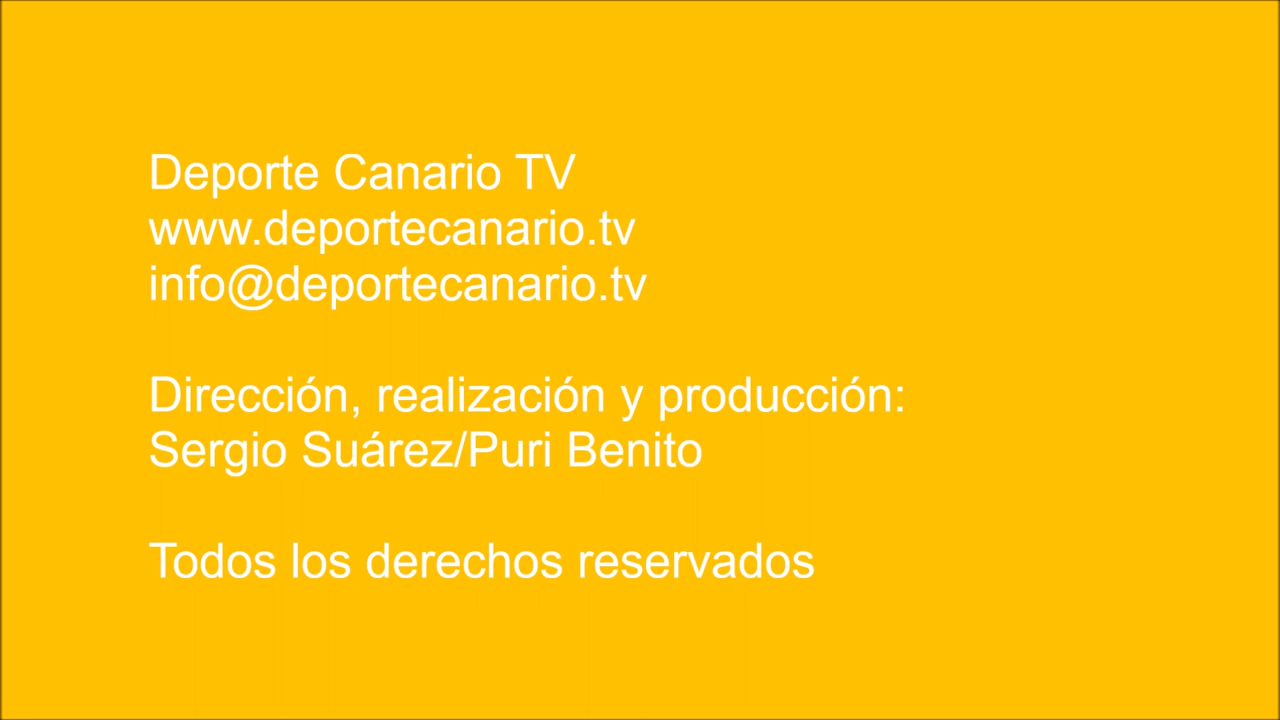 Deporte Canario TV
www.deportecanario.tv
info@deportecanario.tv
Dirección, realización y producción:
Sergio Suárez/Puri Benito
Todos los derechos reservados